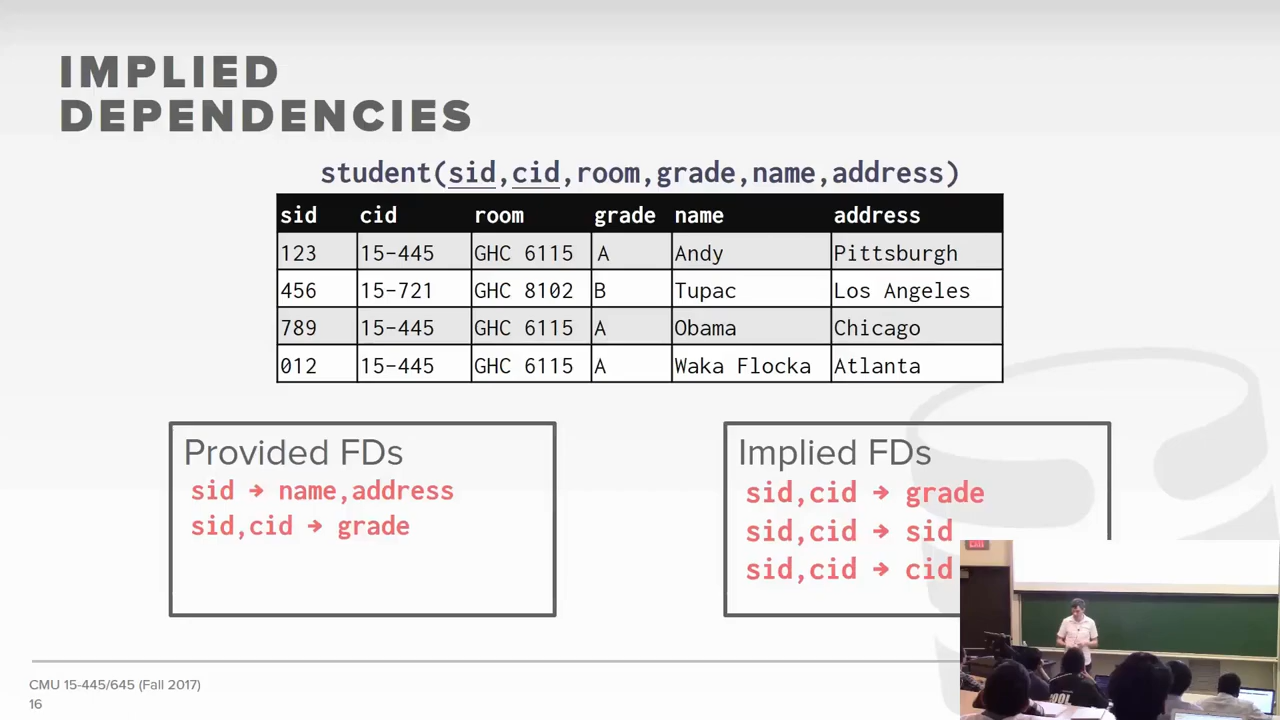 IMPLIED
DEPENDENCIES
student(sid,cid,room,grade,name,address)
sid cid room grade name address
123 15-445 GHC 6115 A Andy Pittsburgh
456 15-721 GHC 8102 B Tupac Los Angeles
789 15-445 GHC 6115 A Obama Chicago
012 15-445 GHC 6115 A Waka Flocka Atlanta
Provided FDs
sid → name,address
sid,cid → grade
Implied FDs
sid,cid → grade
sid,cid → sid
sid,cid → cid
CMU 15-445/645 (Fall 2017)
16